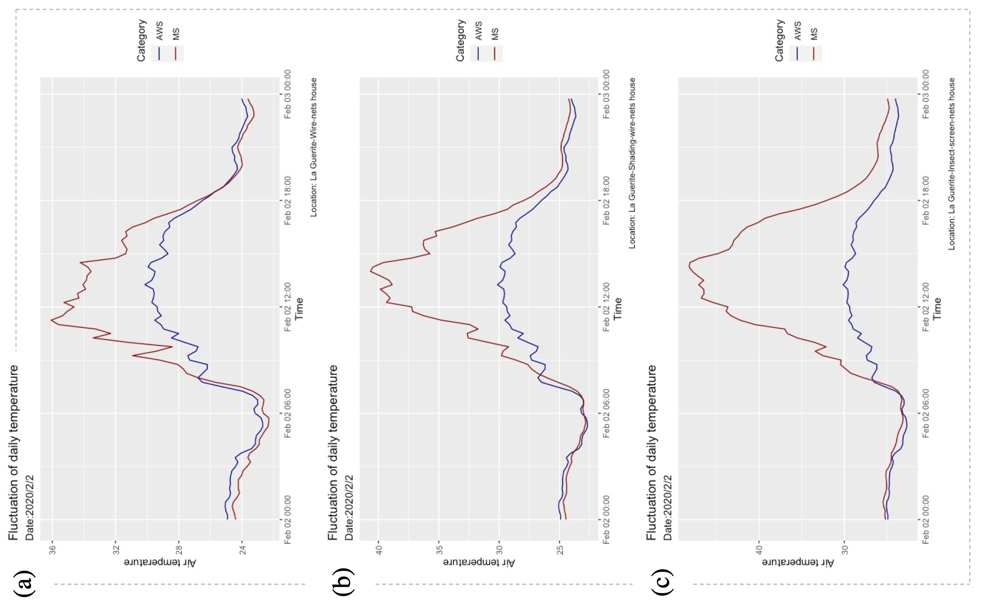 (a)
Fluctuation of daily temperature
Date:2020/2/2
Air temperature
36
32
28
24
Feb 02 00:00
Feb 02 06:00
Feb 02 12:00
Feb 02 18:00
Feb 03 00:00
Time
Location: La Guerite-Wire-nets house
Category
AWS
MS
(b)
Fluctuation of daily temperature
Date:2020/2/2
Air temperature
40
35
30
25
Feb 02 00:00
Feb 02 06:00
Feb 02 12:00
Feb 02 18:00
Feb 03 00:00
Time
Location: La Guerite-Shading-wire-nets house
Category
AWS
MS
(c)
Fluctuation of daily temperature
Date:2020/2/2
Air temperature
40
30
Feb 02 00:00
Feb 02 06:00
Feb 02 12:00
Feb 02 18:00
Feb 03 00:00
Time
Location: La Guerite-Insect-screen-nets house
Category
AWS
MS